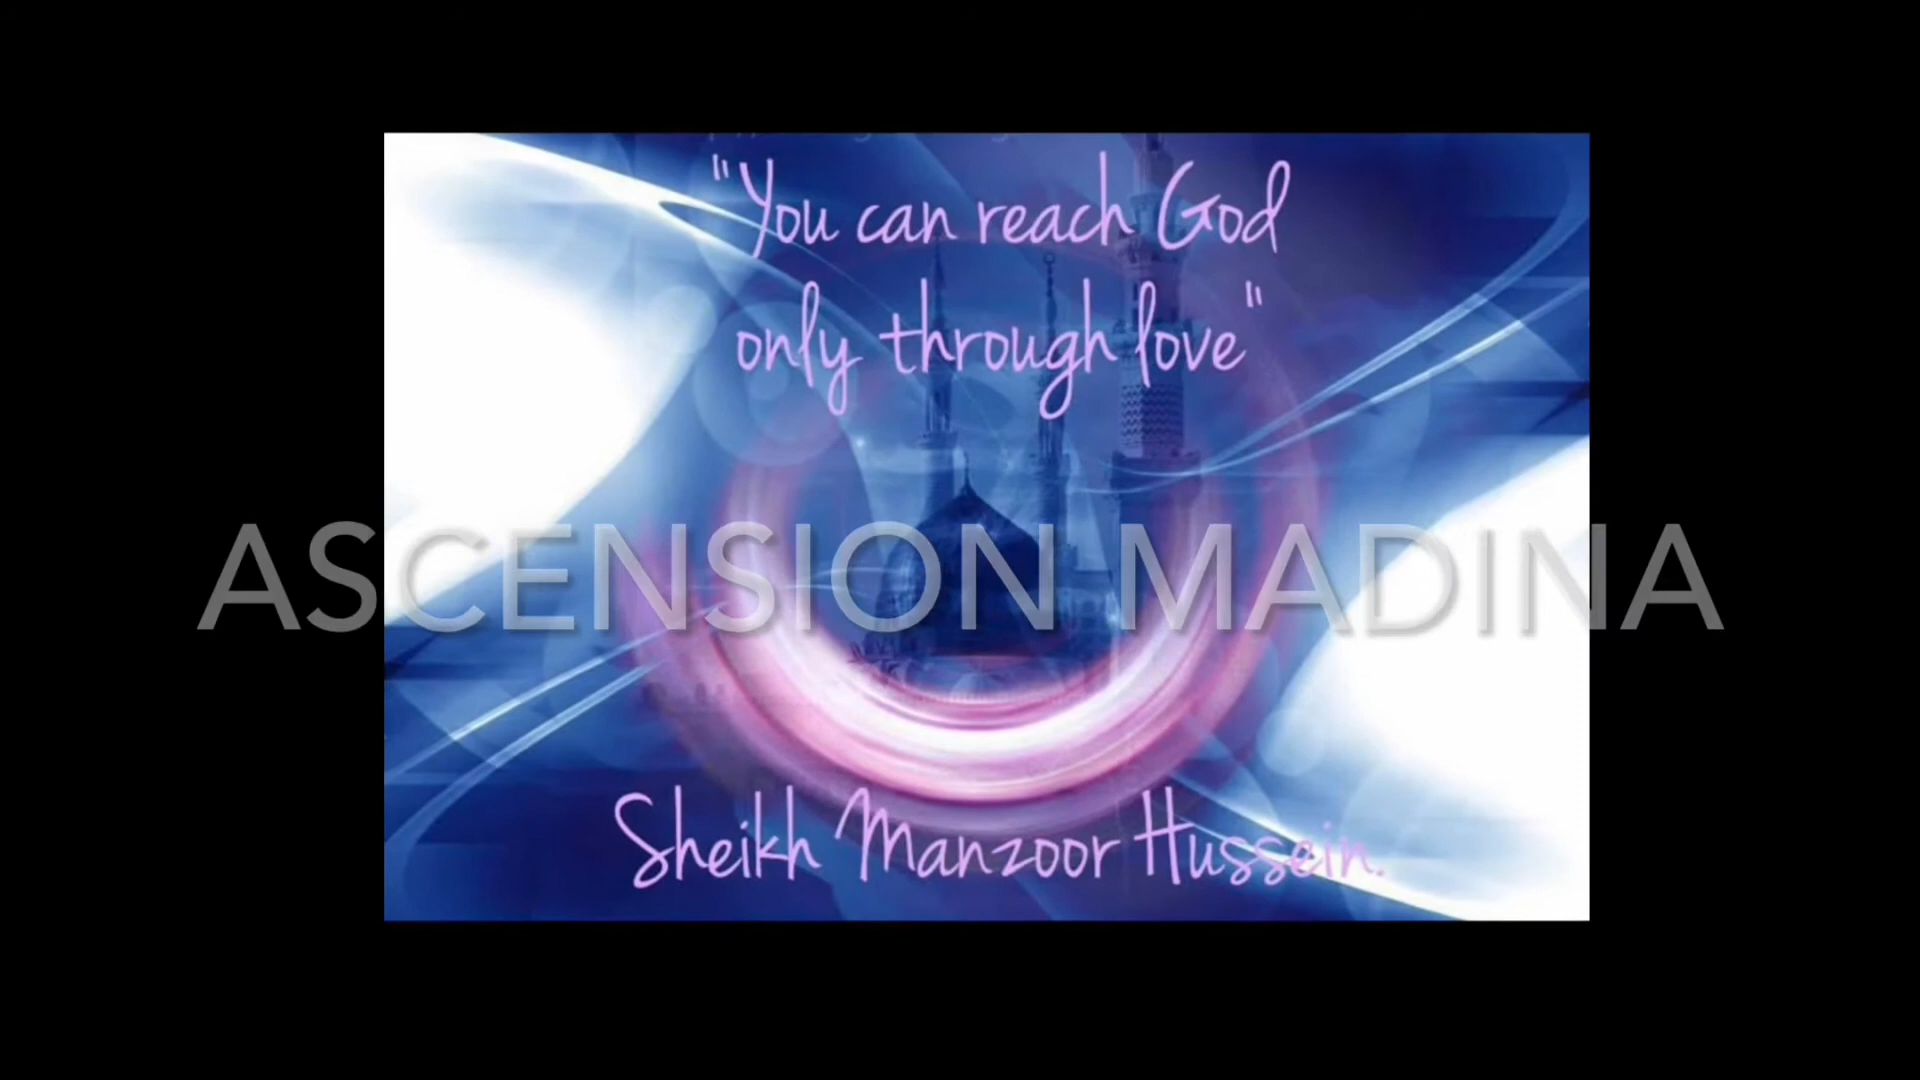 "You can reach God
only through love"
ASCENSION MADINA
Sheikh Manzoor Hussein.